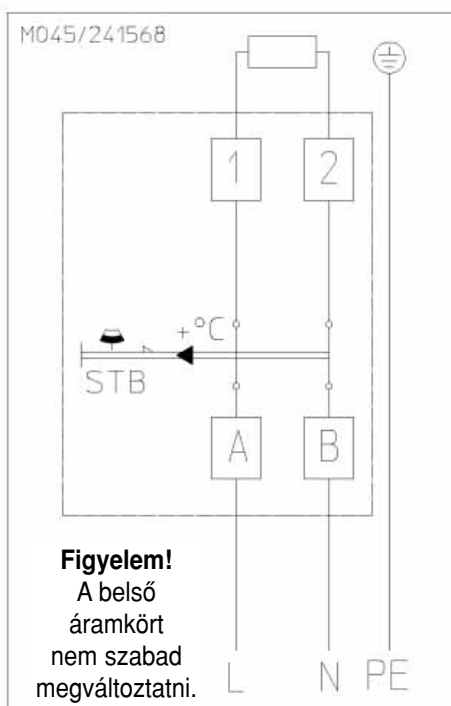 M045/241568
1 2
+°C
STB
A B
Figyelem!
A belső
áramkört
nem szabad
megváltoztatni.
L N PE